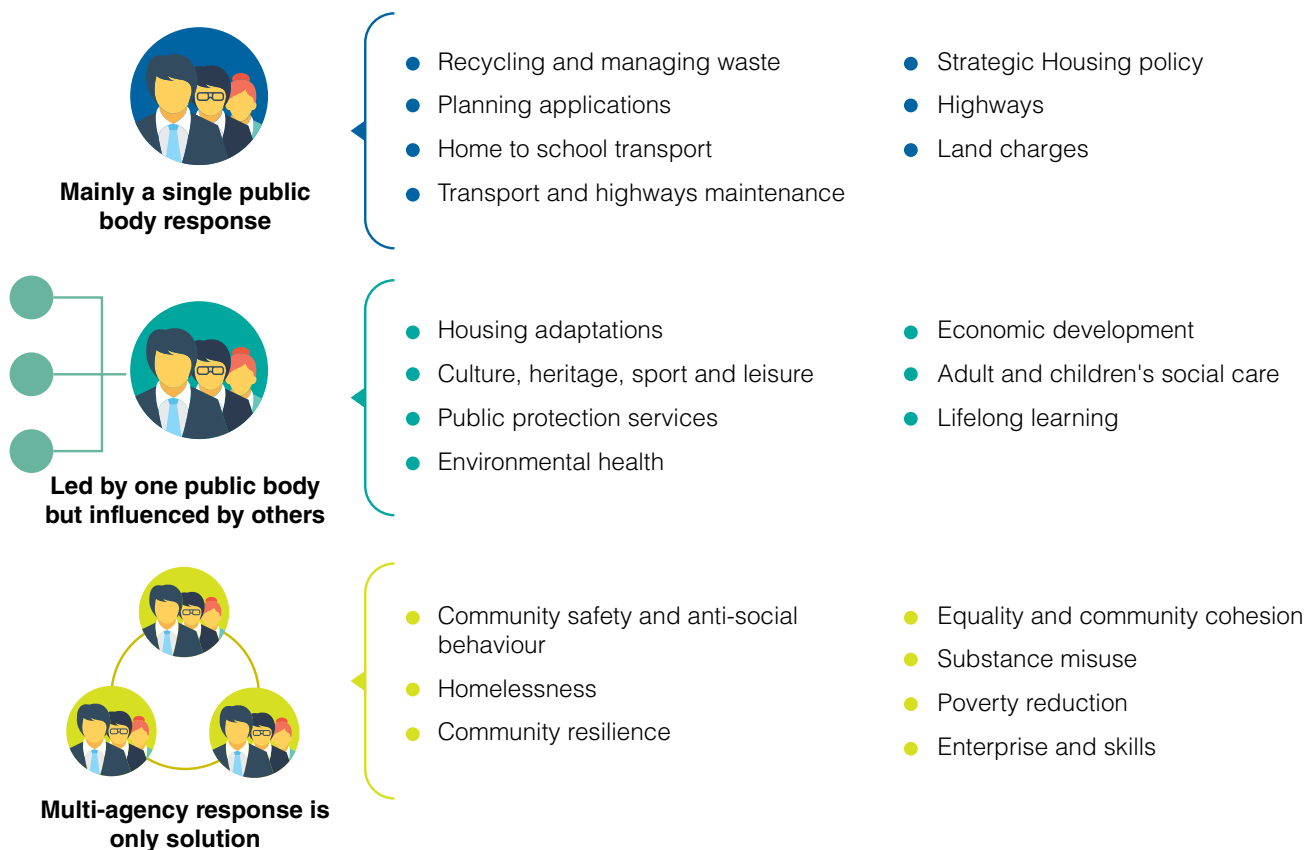 Mainly a single public
body response
Recycling and managing waste
Planning applications
Home to school transport
Transport and highways maintenance
Strategic Housing policy
Highways
Land charges
Led by one public body
but influenced by others
Housing adaptations
Culture, heritage, sport and leisure
Public protection services
Environmental health
Economic development
Adult and children's social care
Lifelong learning
Multi-agency response is
only solution
Community safety and anti-social
behaviour
Homelessness
Community resilience
Equality and community cohesion
Substance misuse
Poverty reduction
Enterprise and skills